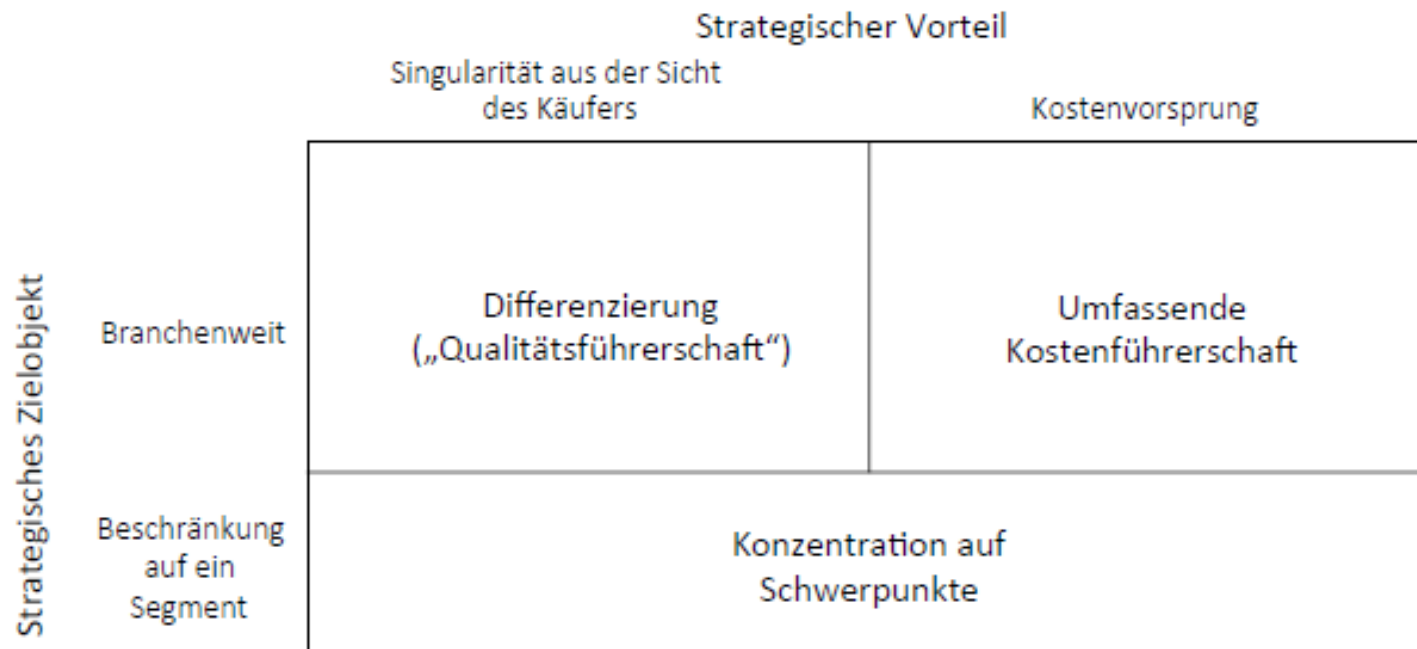 Strategischer Vorteil
Singularität aus der Sicht
des Käufers
Kostenvorsprung
Strategisches Zielobjekt
Branchenweit
Differenzierung
(„Qualitätsführerschaft“)
Umfassende
Kostenführerschaft
Beschränkung
auf ein
Segment
Konzentration auf
Schwerpunkte